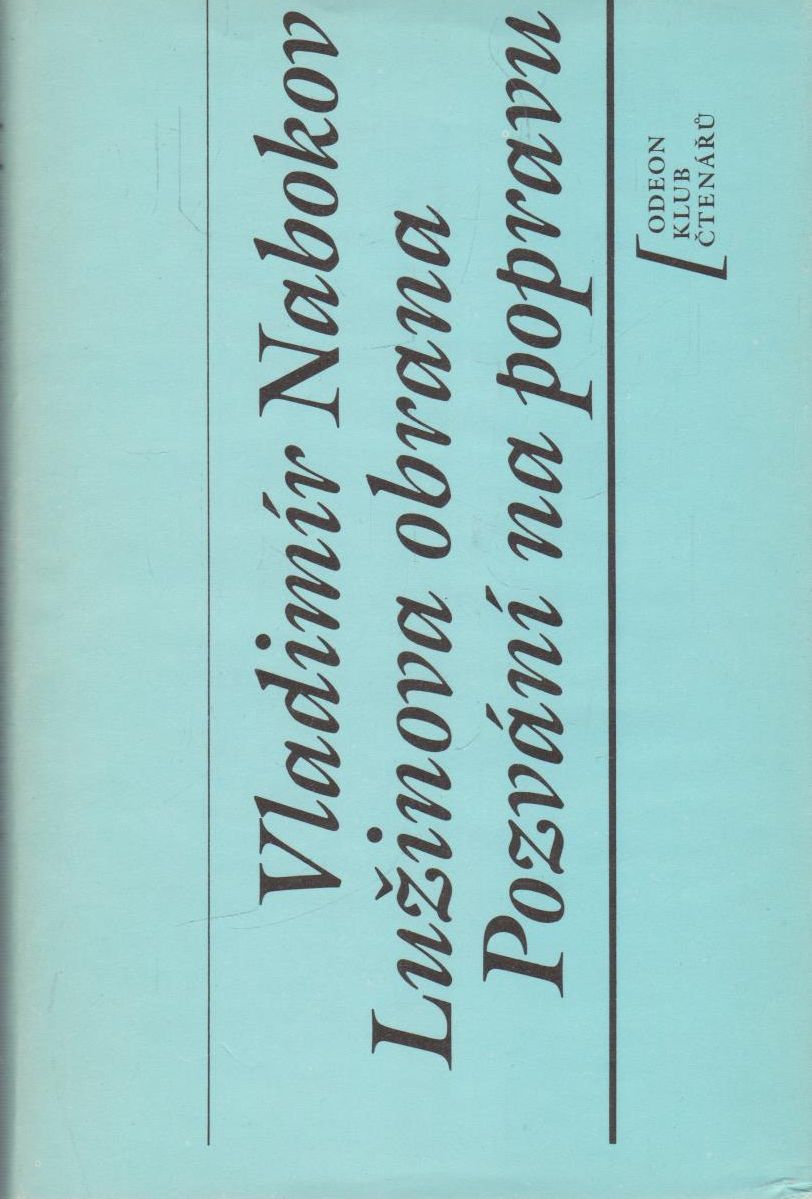 Vladimír Nabokov
Lužinova obrana
Pozvání na popravu
ODEON
KLUB
ČTENÁŘŮ